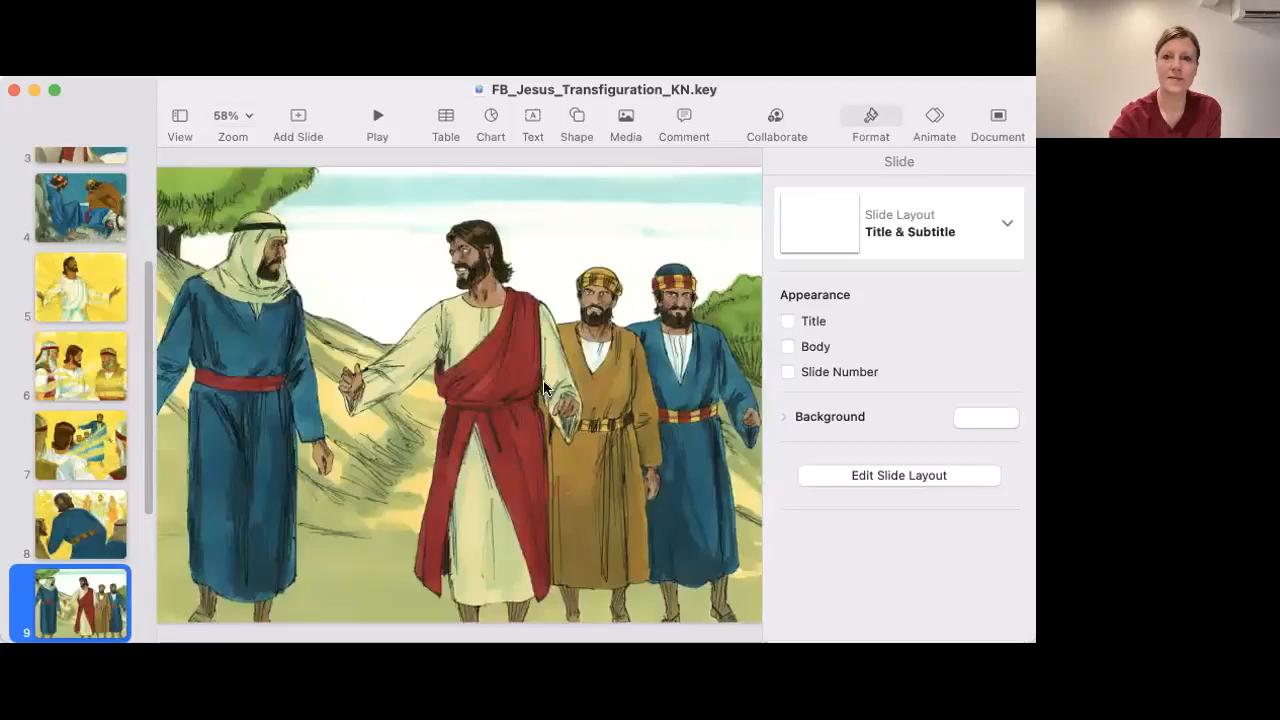 FB_Jesus_Transfiguration_KN.key
View
58%
Zoom
Add Slide
Play
Table
Chart
Text
Shape
Media
Comment
Collaborate
Format
Animate
Document
3
4
5
6
7
8
9
Slide
Slide Layout
Title & Subtitle
Appearance
Title
Body
Slide Number
Background
Edit Slide Layout